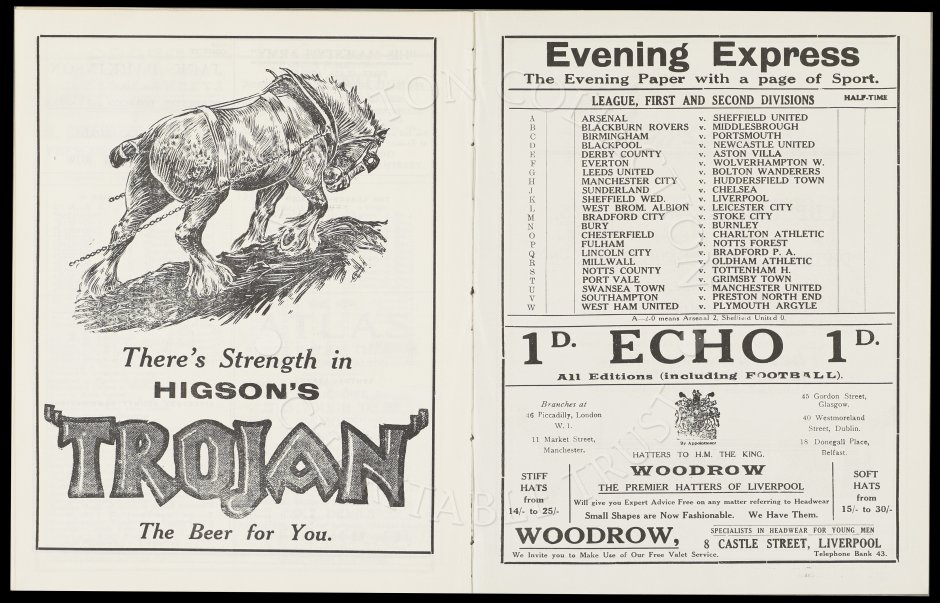 There's Strength in
HIGSON'S
"TROJAN"
The Beer for You.
Evening Express
The Evening Paper with a page of Sport.
LEAGUE, FIRST AND SECOND DIVISIONS HALF-TIME
A ARSENAL v. SHEFFIELD UNITED
B BLACKBURN ROVERS v. MIDDLESBROUGH
C BIRMINGHAM v. PORTSMOUTH
D BLACKPOOL v. NEWCASTLE UNITED
E DERBY COUNTY v. ASTON VILLA
F EVERTON v. WOLVERHAMPTON W.
G LEEDS UNITED v. BOLTON WANDERERS
H MANCHESTER CITY v. HUDDERSFIELD TOWN
J SUNDERLAND v. CHELSEA
K SHEFFIELD WED. v. LIVERPOOL
L WEST BROM. ALBION v. LEICESTER CITY
M BRADFORD CITY v. STOKE CITY
N BURY v. BURNLEY
O CHESTERFIELD v. CHARLTON ATHLETIC
P FULHAM v. NOTTS FOREST
Q LINCOLN CITY v. BRADFORD P. A.
R MILLWALL v. OLDHAM ATHLETIC
S NOTTS COUNTY v. TOTTENHAM H.
T PORT VALE v. GRIMSBY TOWN
U SWANSEA TOWN v. MANCHESTER UNITED
V SOUTHAMPTON v. PRESTON NORTH END
W WEST HAM UNITED v. PLYMOUTH ARGYLE
A—2-0 means Arsenal 2, Sheffield United 0.
1D. ECHO 1D.
All Editions (including FOOTBALL).
Branches at
46 Piccadilly, London
W. 1.
11 Market Street,
Manchester.
By Appointment
45 Gordon Street,
Glasgow.
40 Westmoreland
Street, Dublin.
18 Donegall Place,
Belfast.
HATTERS TO H.M. THE KING.
STIFF
HATS
from
14/- to 25/-
WOODROW
THE PREMIER HATTERS OF LIVERPOOL
Will give you Expert Advice Free on any matter referring to Headwear
Small Shapes are Now Fashionable. We Have Them.
SOFT
HATS
from
15/- to 30/-
WOODROW, SPECIALISTS IN HEADWEAR FOR YOUNG MEN
8 CASTLE STREET, LIVERPOOL
We Invite you to Make Use of Our Free Valet Service. Telephone Bank 43.